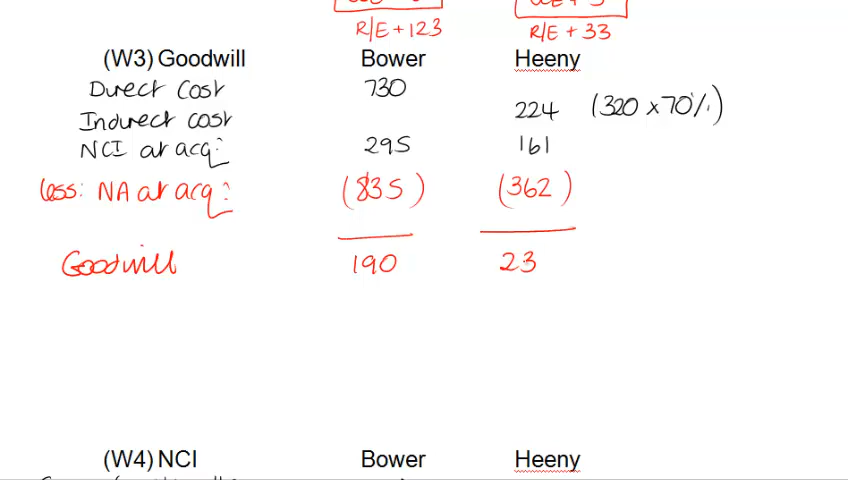 R/E + 123 R/E + 33
(W3) Goodwill Bower Heeny
Direct Cost 730
Indirect cost 224 (320 x 70%)
NCI at acq: 295 161
less: NA at acq: (835) (362)
Goodwill 190 23
(W4) NCI Bower Heeny